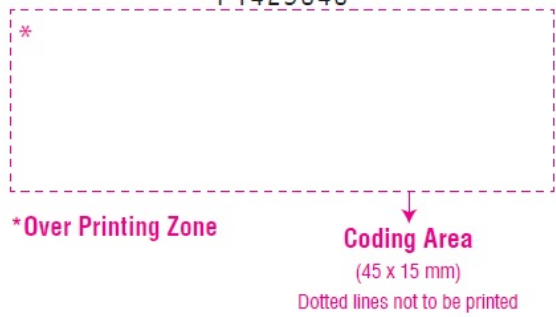 *
*Over Printing Zone
Coding Area
(45 x 15 mm)
Dotted lines not to be printed